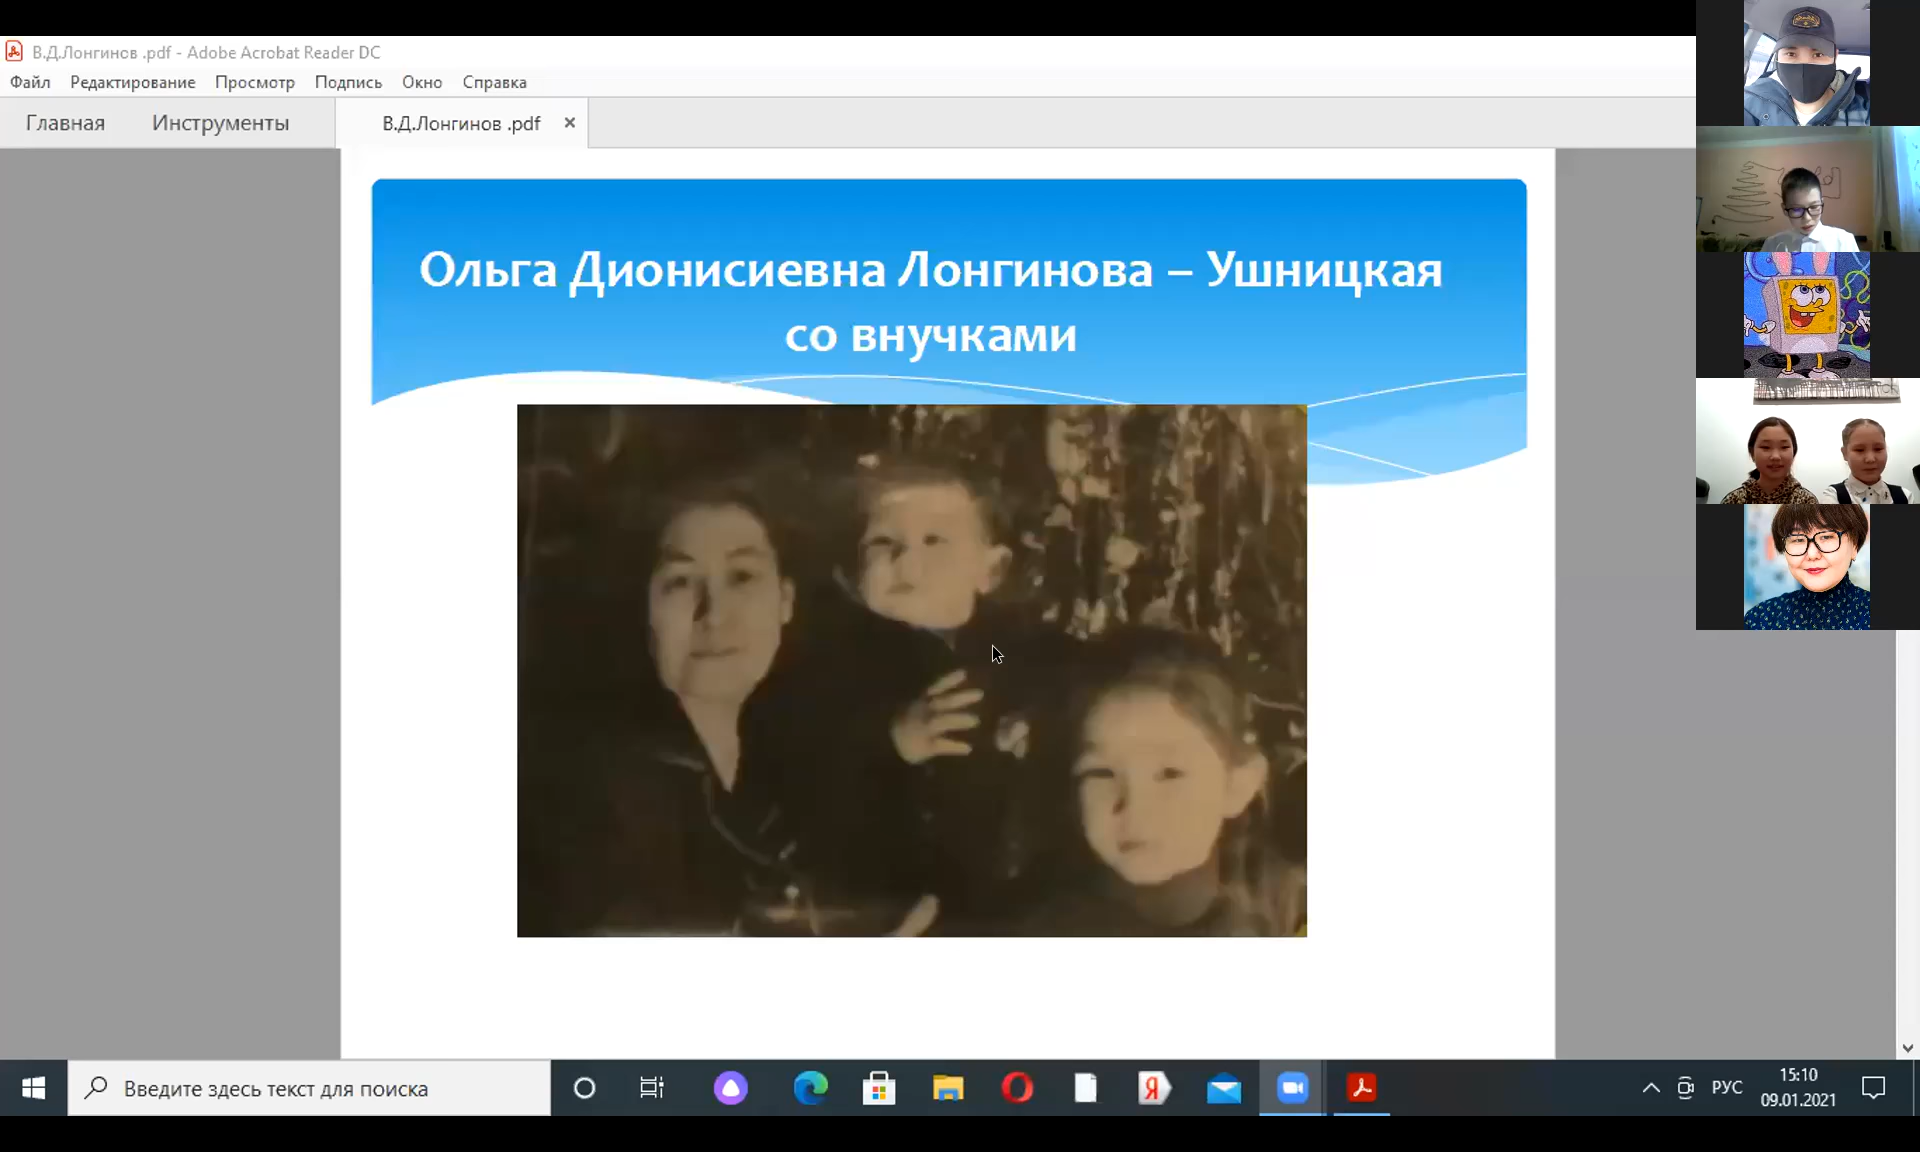 В.Д.Лонгинов .pdf - Adobe Acrobat Reader DC
Файл Редактирование Просмотр Подпись Окно Справка
Главная Инструменты В.Д.Лонгинов .pdf ×
Ольга Дионисиевна Лонгинова – Ушницкая
со внучками
Введите здесь текст для поиска
РУС
15:10
09.01.2021